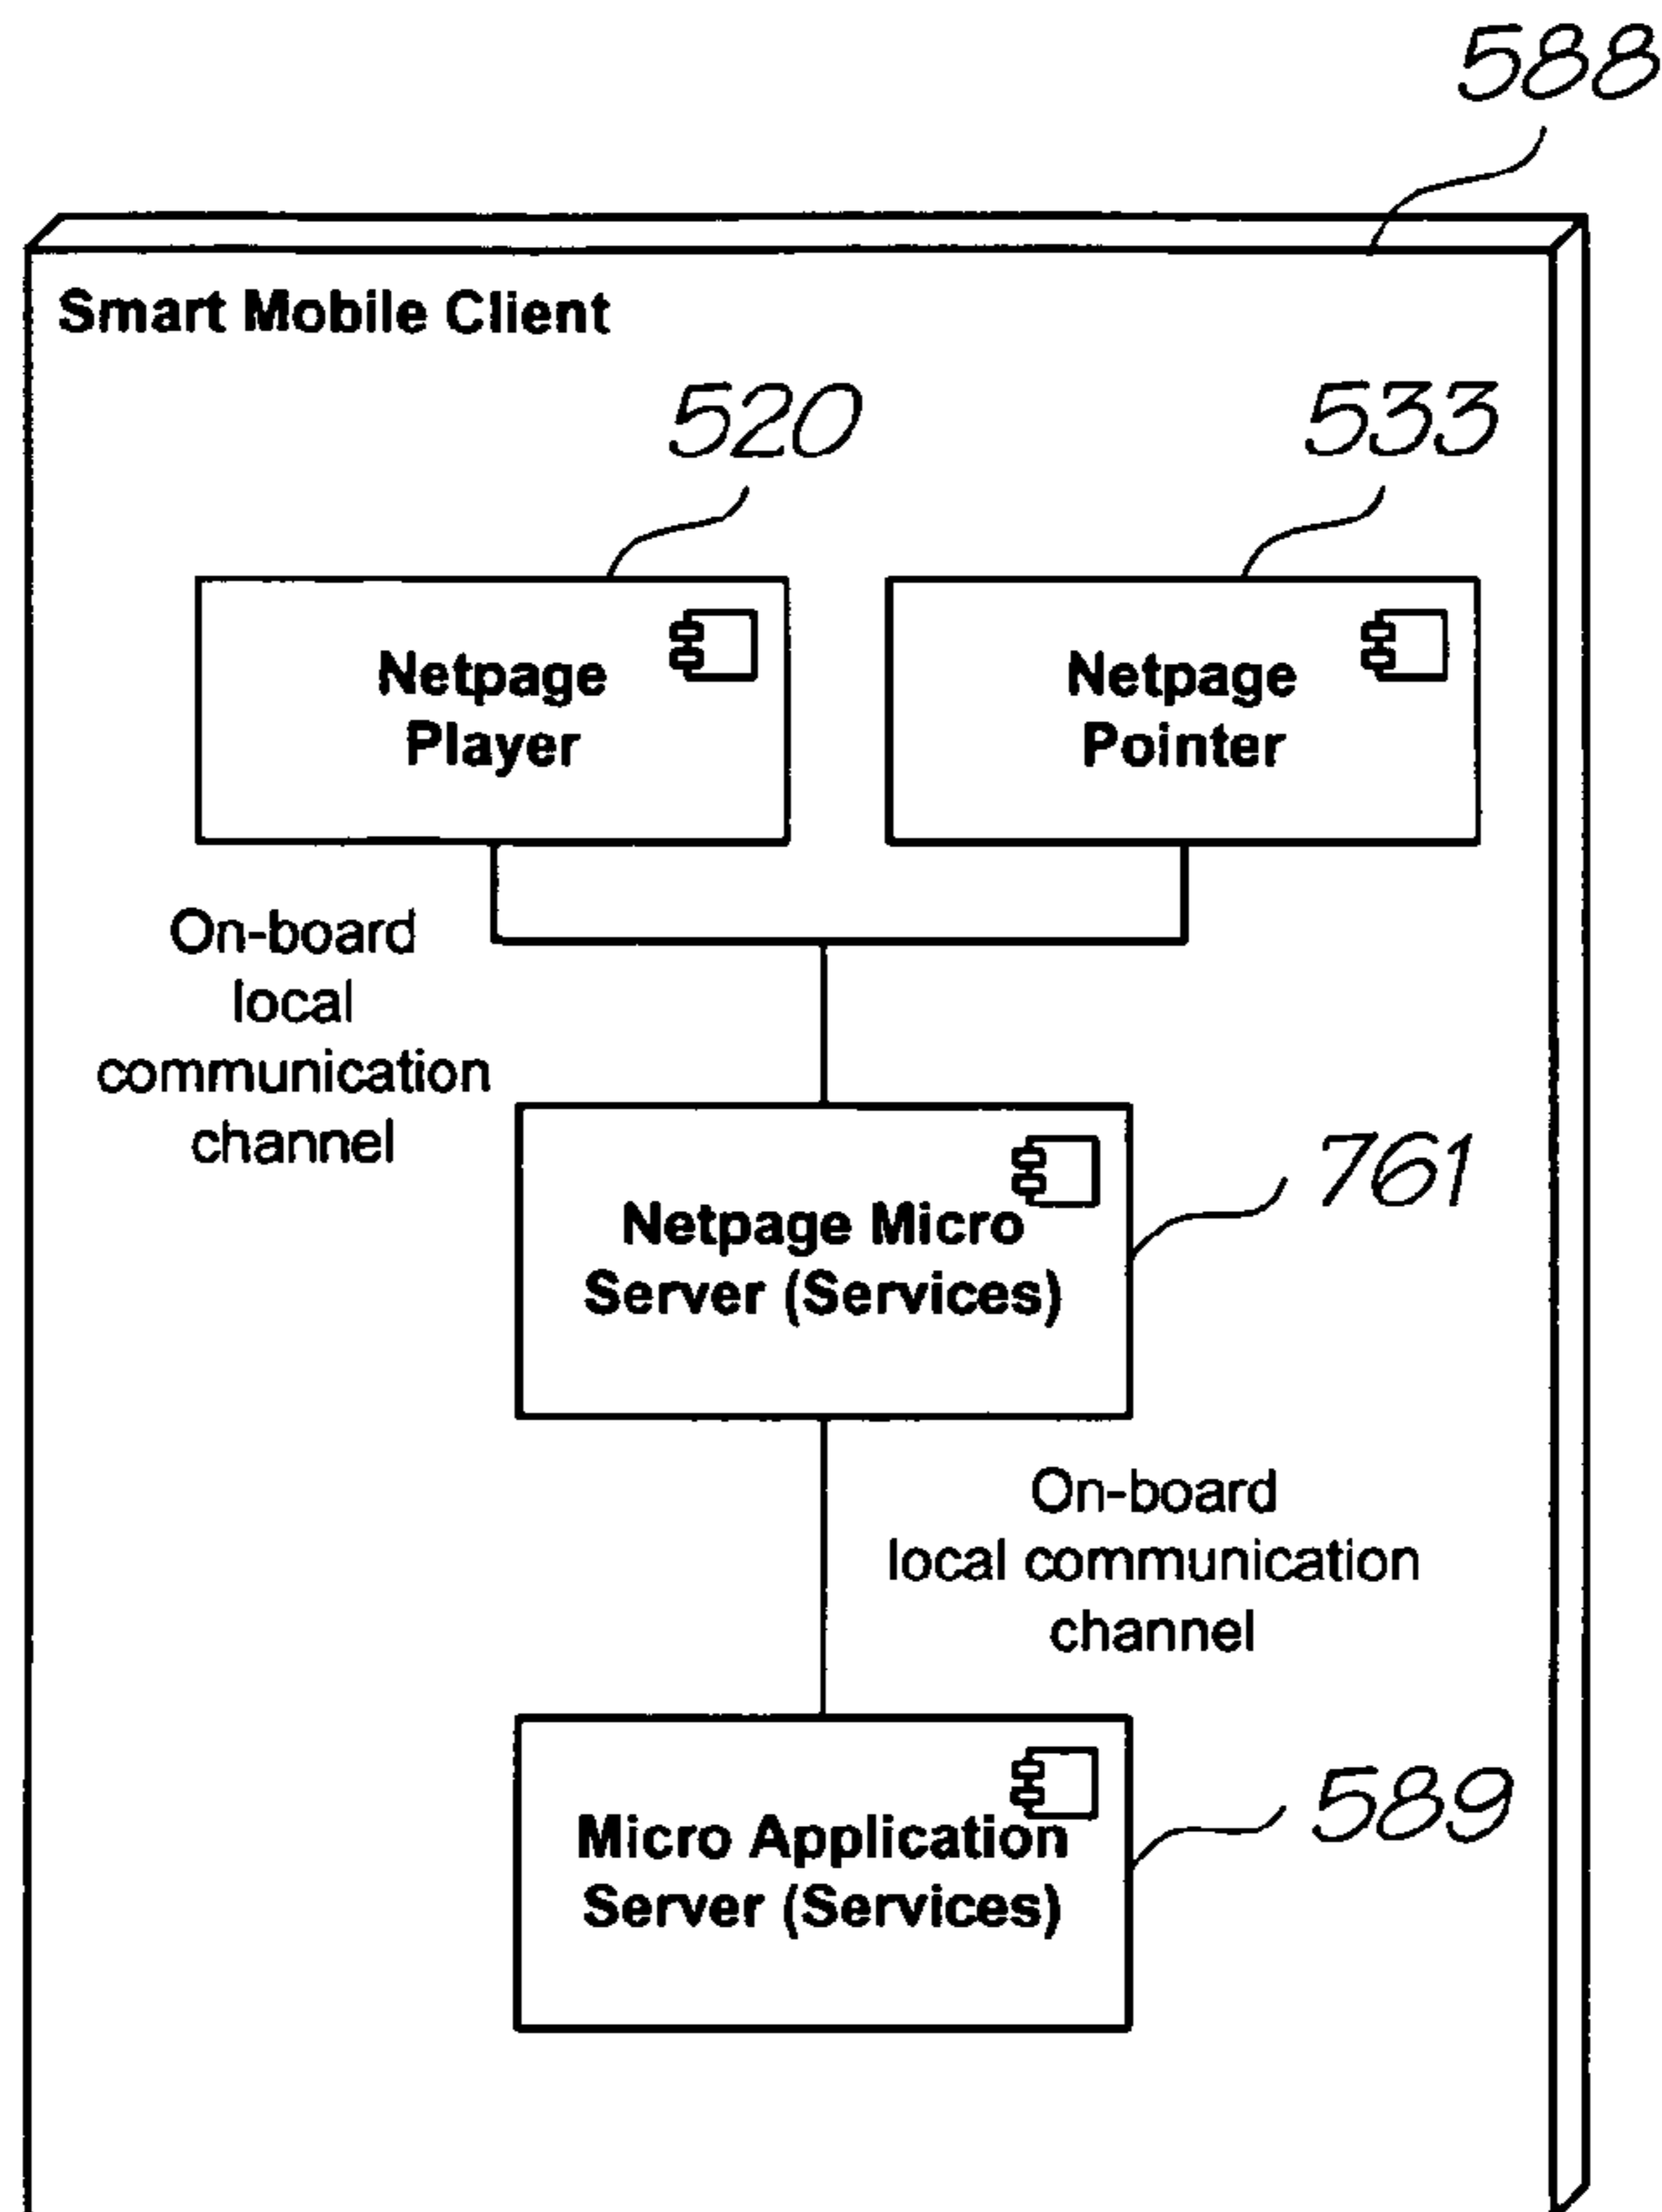 588
Smart Mobile Client
520
533
Netpage
Player
Netpage
Pointer
On-board
local
communication
channel
761
Netpage Micro
Server (Services)
On-board
local communication
channel
589
Micro Application
Server (Services)